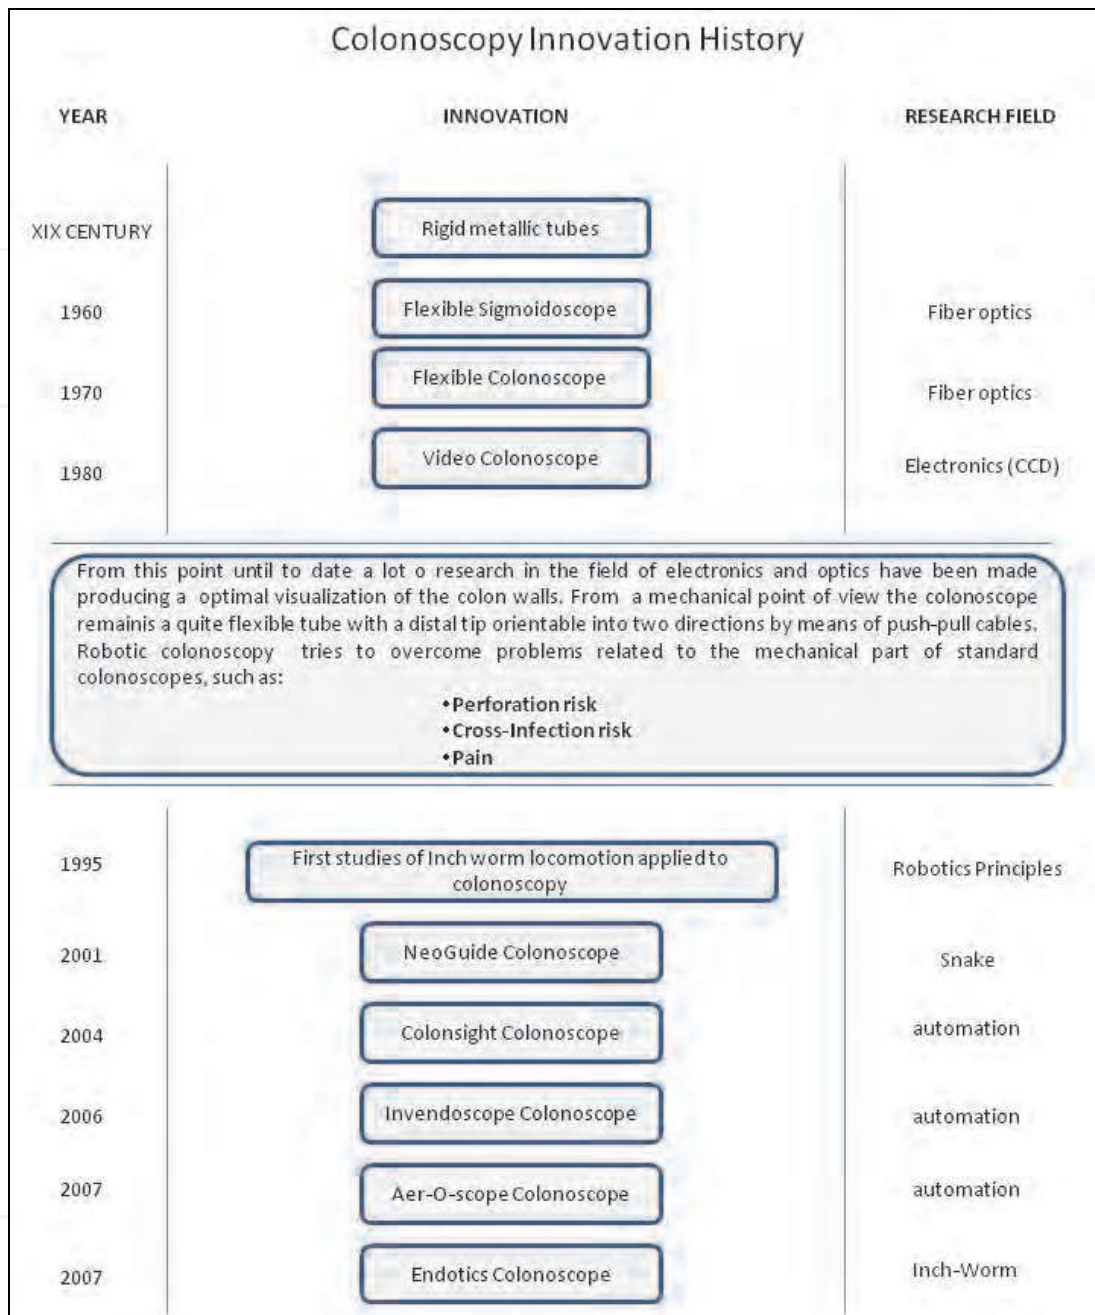 Colonoscopy Innovation History
YEAR INNOVATION RESEARCH FIELD
XIX CENTURY Rigid metallic tubes
1960 Flexible Sigmoidoscope Fiber optics
1970 Flexible Colonoscope Fiber optics
1980 Video Colonoscope Electronics (CCD)
From this point until to date a lot o research in the field of electronics and optics have been made
producing a optimal visualization of the colon walls. From a mechanical point of view the colonoscope
remainis a quite flexible tube with a distal tip orientable into two directions by means of push-pull cables.
Robotic colonoscopy tries to overcome problems related to the mechanical part of standard
colonoscopes, such as:
•Perforation risk
•Cross-Infection risk
•Pain
1995 First studies of Inch worm locomotion applied to
colonoscopy Robotics Principles
2001 NeoGuide Colonoscope Snake
2004 Colonsight Colonoscope automation
2006 Invendoscope Colonoscope automation
2007 Aer-O-scope Colonoscope automation
2007 Endotics Colonoscope Inch-Worm